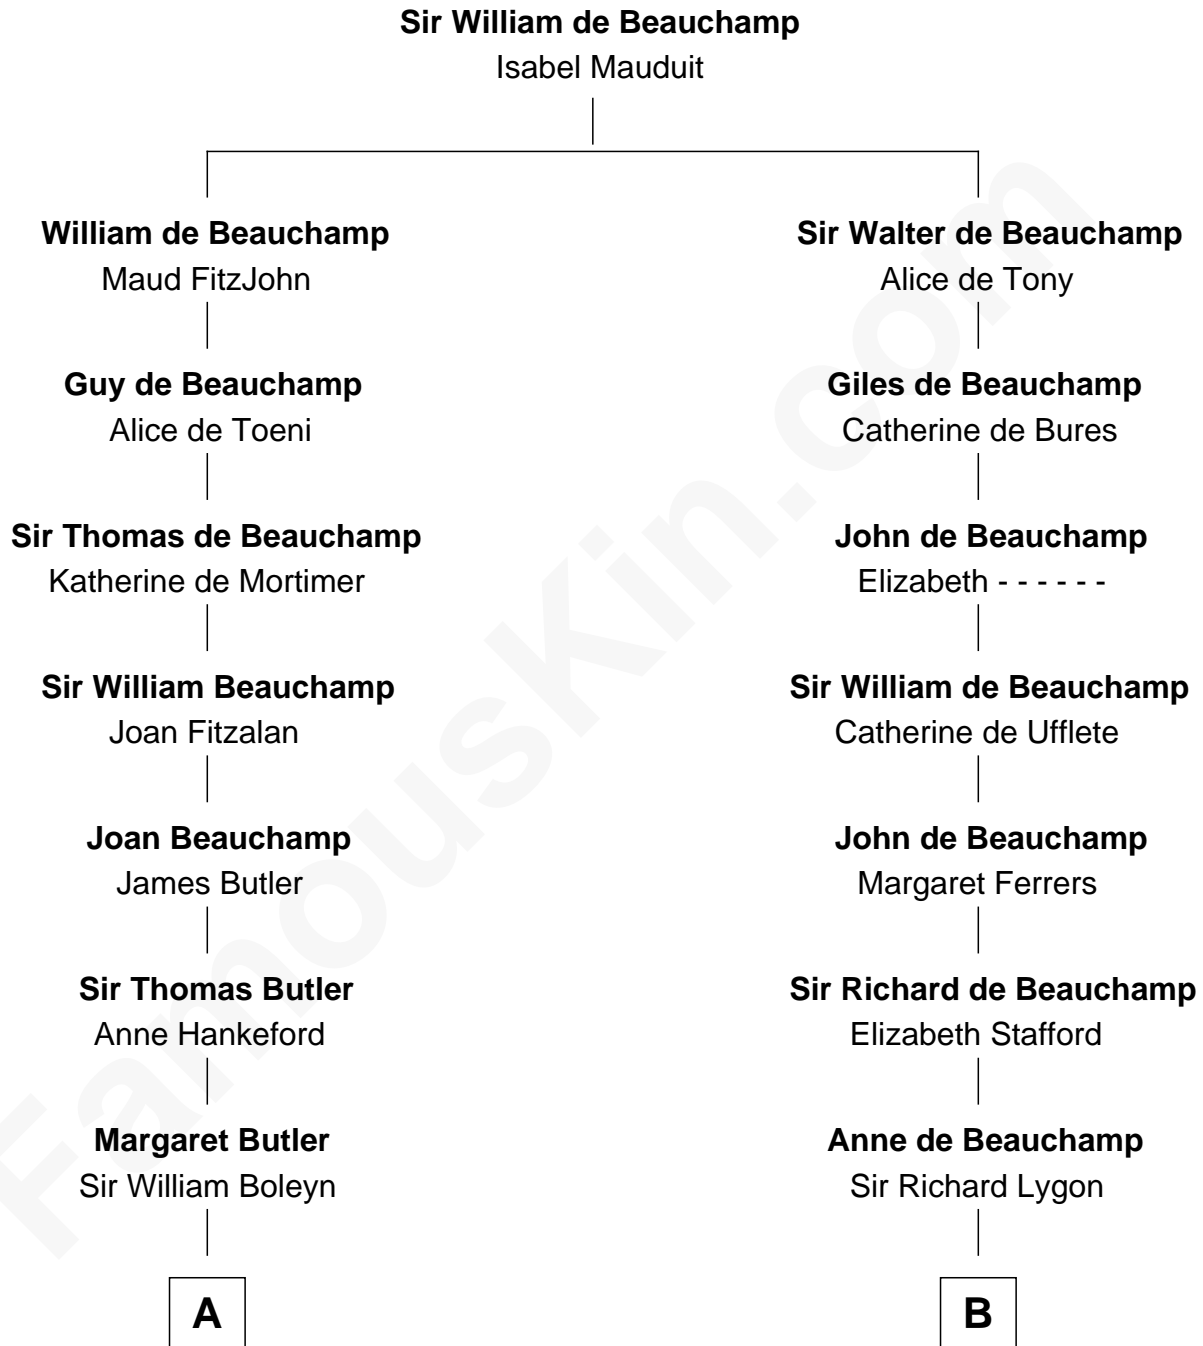 Sir William de Beauchamp
Isabel Mauduit
William de Beauchamp
Maud FitzJohn
Sir Walter de Beauchamp
Alice de Tony
Guy de Beauchamp
Alice de Toeni
Giles de Beauchamp
Catherine de Bures
Sir Thomas de Beauchamp
Katherine de Mortimer
John de Beauchamp
Elizabeth - - - - - -
Sir William Beauchamp
Joan Fitzalan
Sir William de Beauchamp
Catherine de Ufflete
Joan Beauchamp
James Butler
John de Beauchamp
Margaret Ferrers
Sir Thomas Butler
Anne Hankeford
Sir Richard de Beauchamp
Elizabeth Stafford
Margaret Butler
Sir William Boleyn
Anne de Beauchamp
Sir Richard Lygon
A
B
FamousKin.com